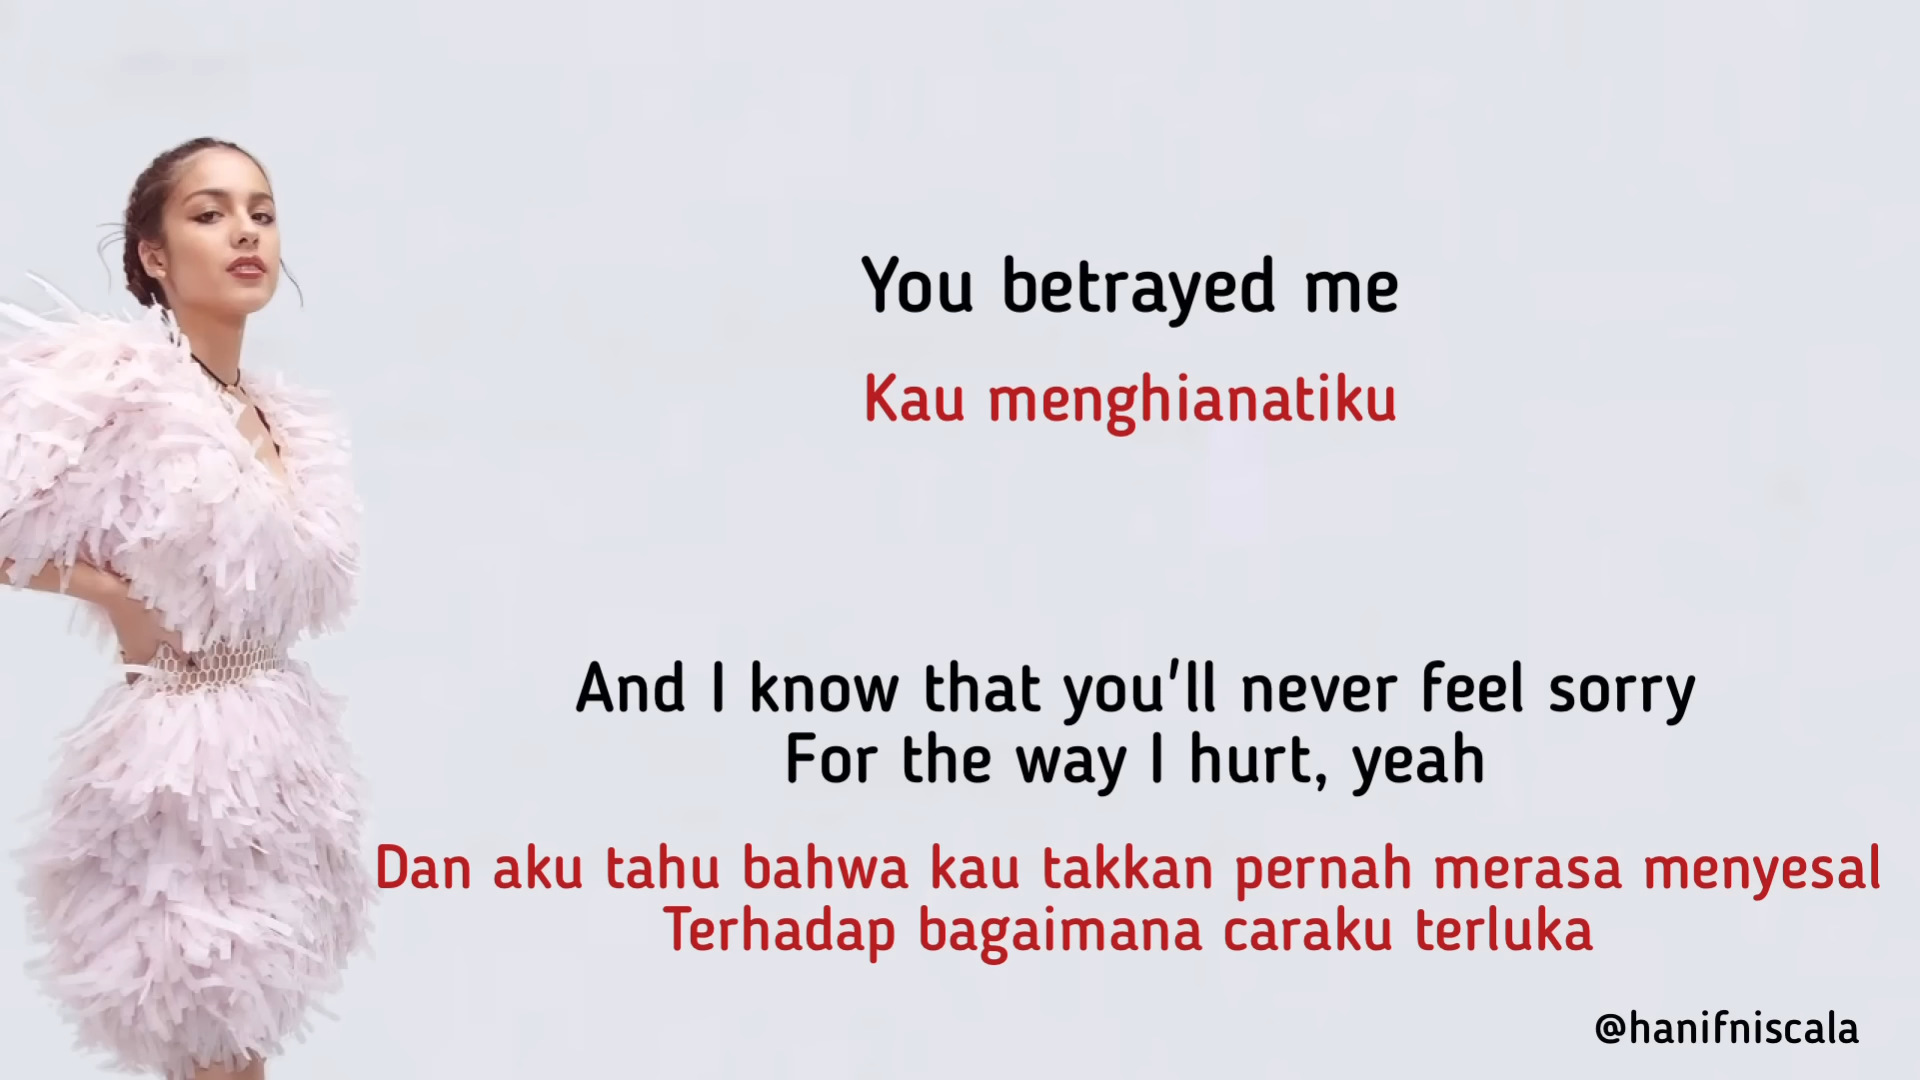 You betrayed me
Kau menghianatiku
And I know that you'll never feel sorry
For the way I hurt, yeah
Dan aku tahu bahwa kau takkan pernah merasa menyesal
Terhadap bagaimana caraku terluka
@hanifniscala